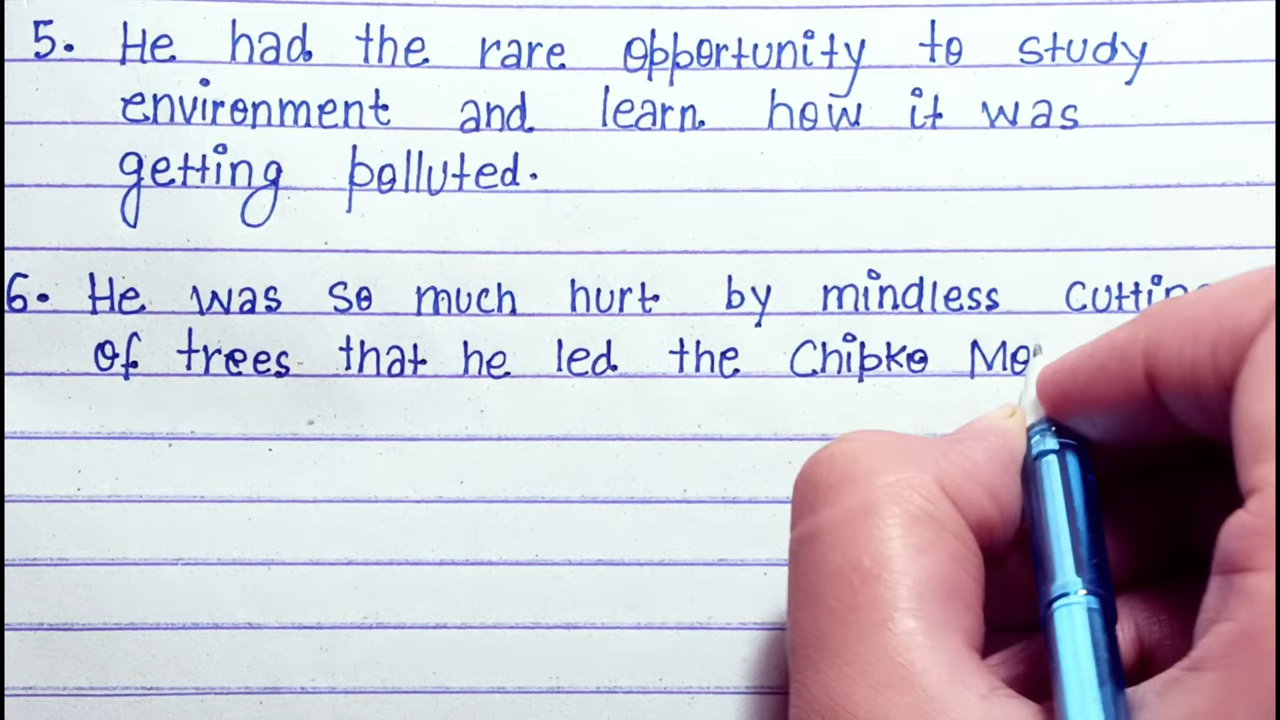 5. He had the rare opportunity to study
environment and learn how it was
getting polluted.
6. He was so much hurt by mindless
of trees that he led the Chipko